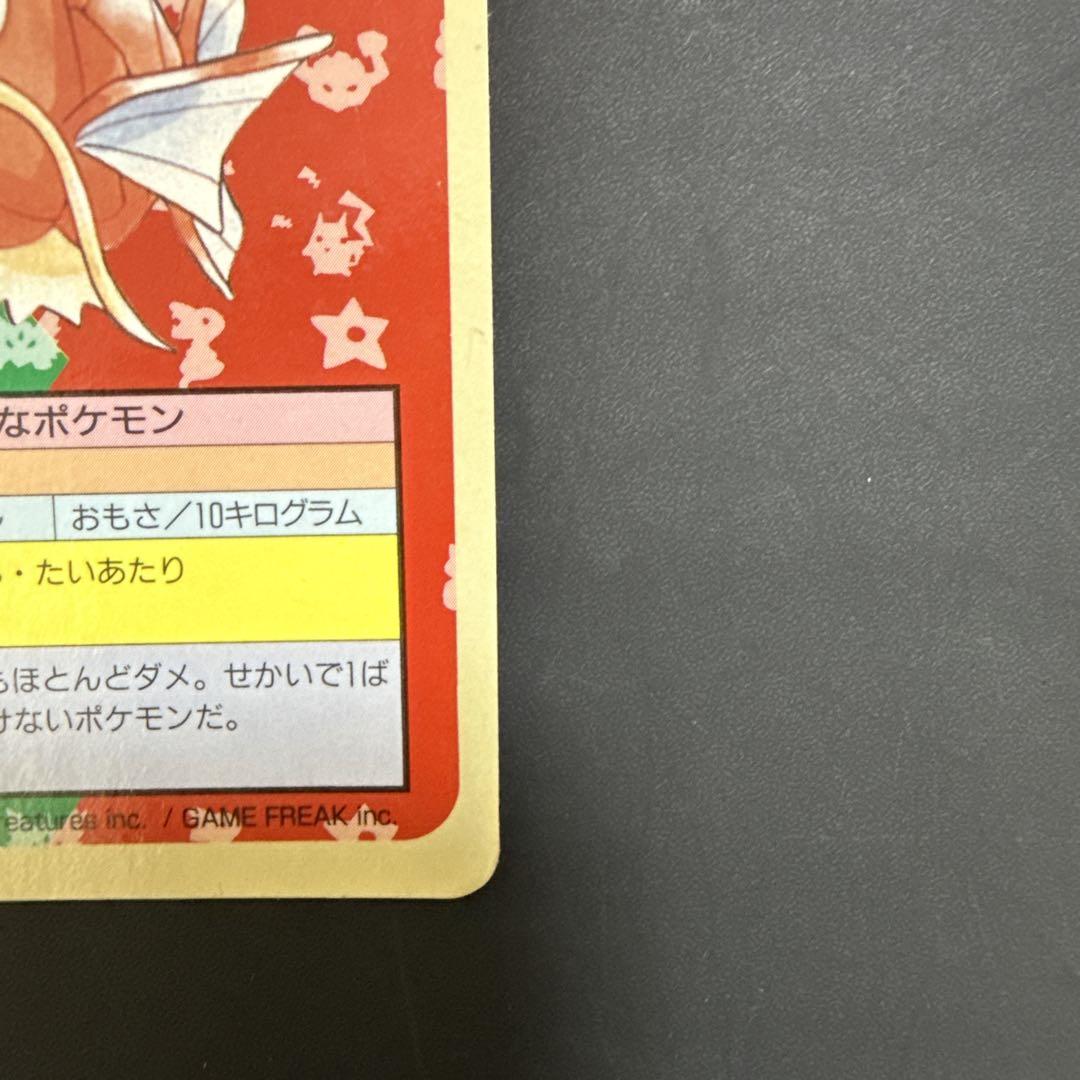 なポケモン
おもさ／10キログラム
・たいあたり
もほとんどダメ。せかいで1ば
けないポケモンだ。
eatures inc. / GAME FREAK inc.